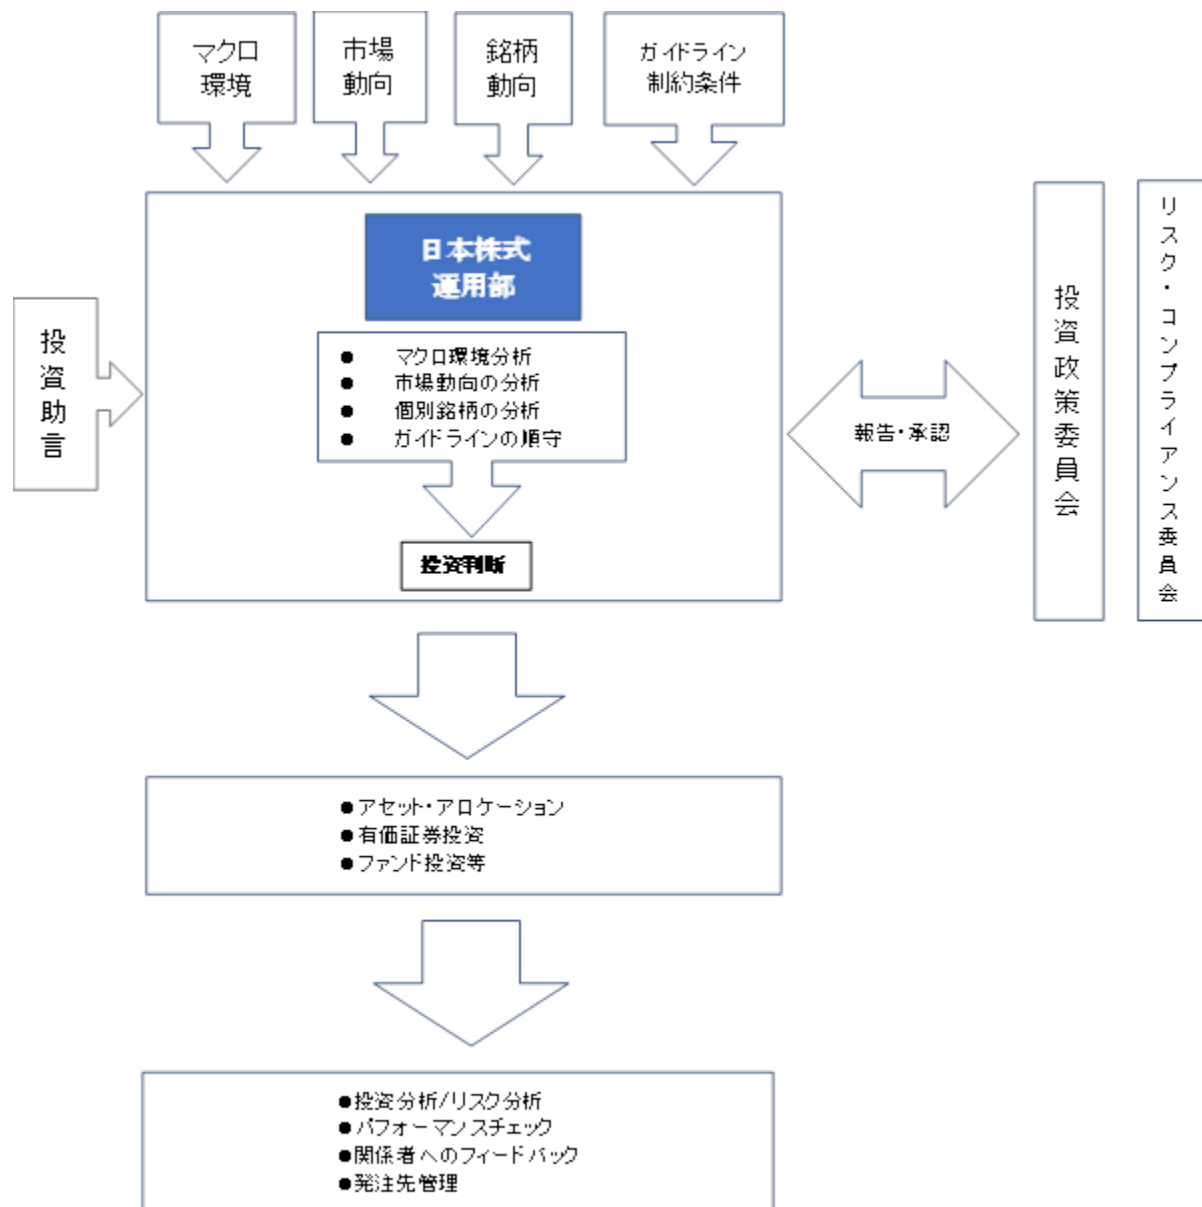 マクロ
環境
市場
動向
銘柄
動向
ガイドライン
制約条件
日本株式
運用部
投資助言
● マクロ環境分析
● 市場動向の分析
● 個別銘柄の分析
● ガイドラインの順守
投資判断
報告・承認
投資政策委員会
リスク・コンプライアンス委員会
●アセット・アロケーション
●有価証券投資
●ファンド投資等
●投資分析/リスク分析
●パフォーマンスチェック
●関係者へのフィードバック
●発注先管理